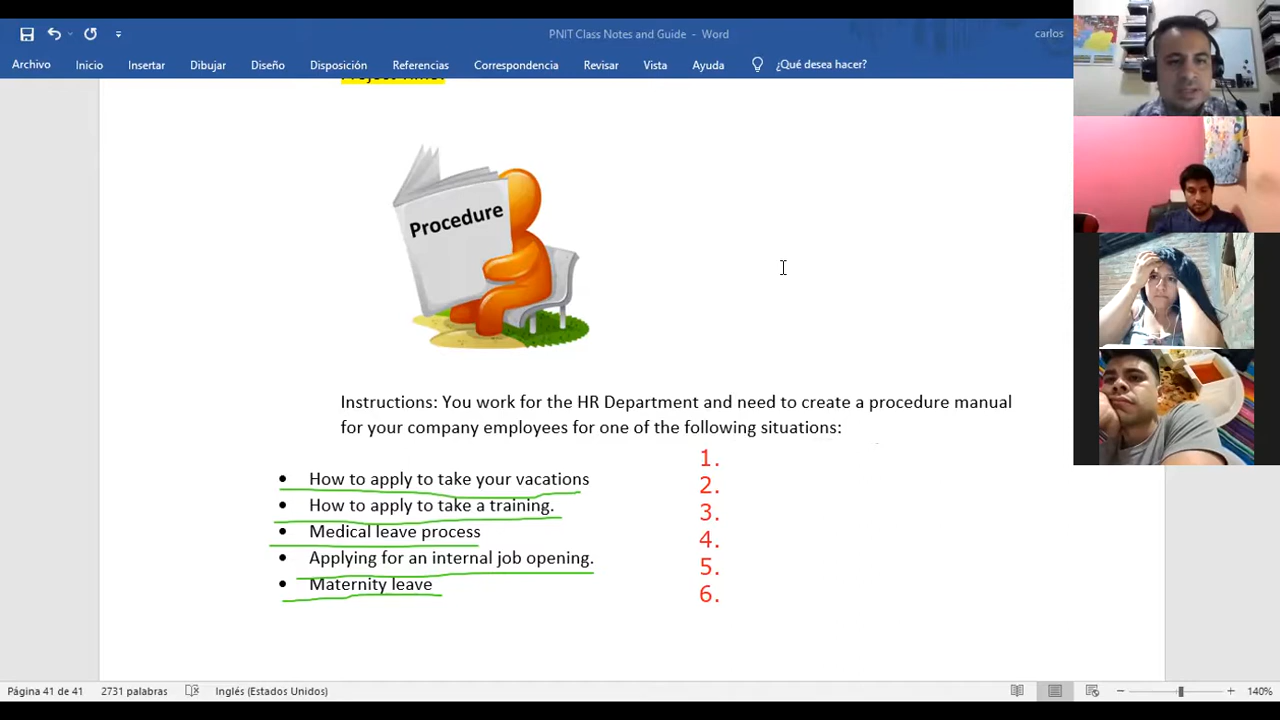 PNIT Class Notes and Guide - Word
carlos
Archivo Inicio Insertar Dibujar Diseño Disposición Referencias Correspondencia Revisar Vista Ayuda ¿Qué desea hacer?
Procedure
Instructions: You work for the HR Department and need to create a procedure manual
for your company employees for one of the following situations:
• How to apply to take your vacations
• How to apply to take a training.
• Medical leave process
• Applying for an internal job opening.
• Maternity leave
1.
2.
3.
4.
5.
6.
Página 41 de 41 2731 palabras Inglés (Estados Unidos) 140%